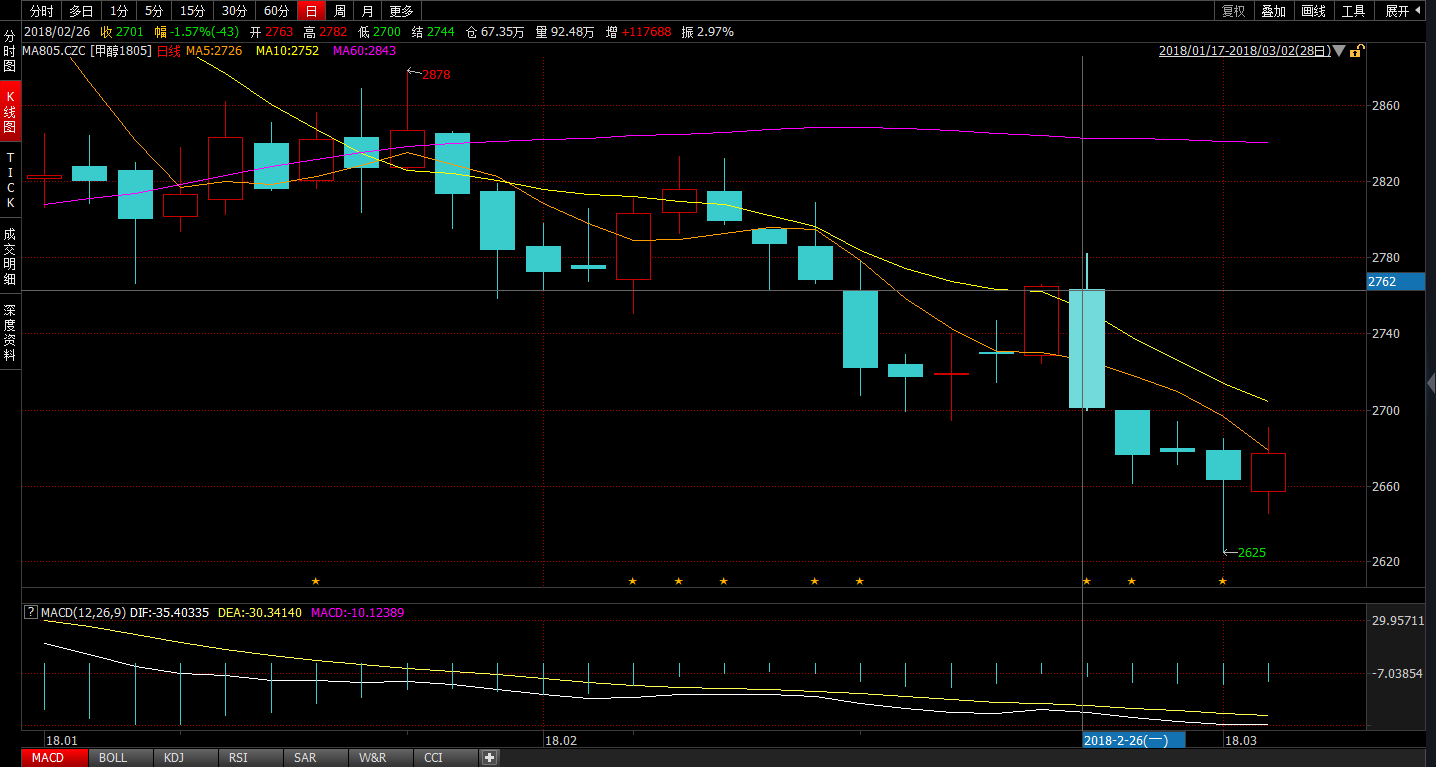 分时 多日 1分 5分 15分 30分 60分 日 周 月 更多 复权 叠加 画线 工具 展开
2018/02/26 收 2701 幅 -1.57%(-43) 开 2763 高 2782 低 2700 结 2744 仓 67.35万 量 92.48万 增 +117688 振 2.97%
MA805.CZC [甲醇1805] 日线 MA5:2726 MA10:2752 MA60:2843 2018/01/17-2018/03/02(28日)
分时图
K线图
TICK
成交明细
深度资料
2878
2860
2820
2780
2762
2740
2700
2660
2625
2620
? MACD(12,26,9) DIF:-35.40335 DEA:-30.34140 MACD:-10.12389
29.95711
-7.03854
18.01 18.02 2018-2-26(一) 18.03
MACD BOLL KDJ RSI SAR W&R CCI